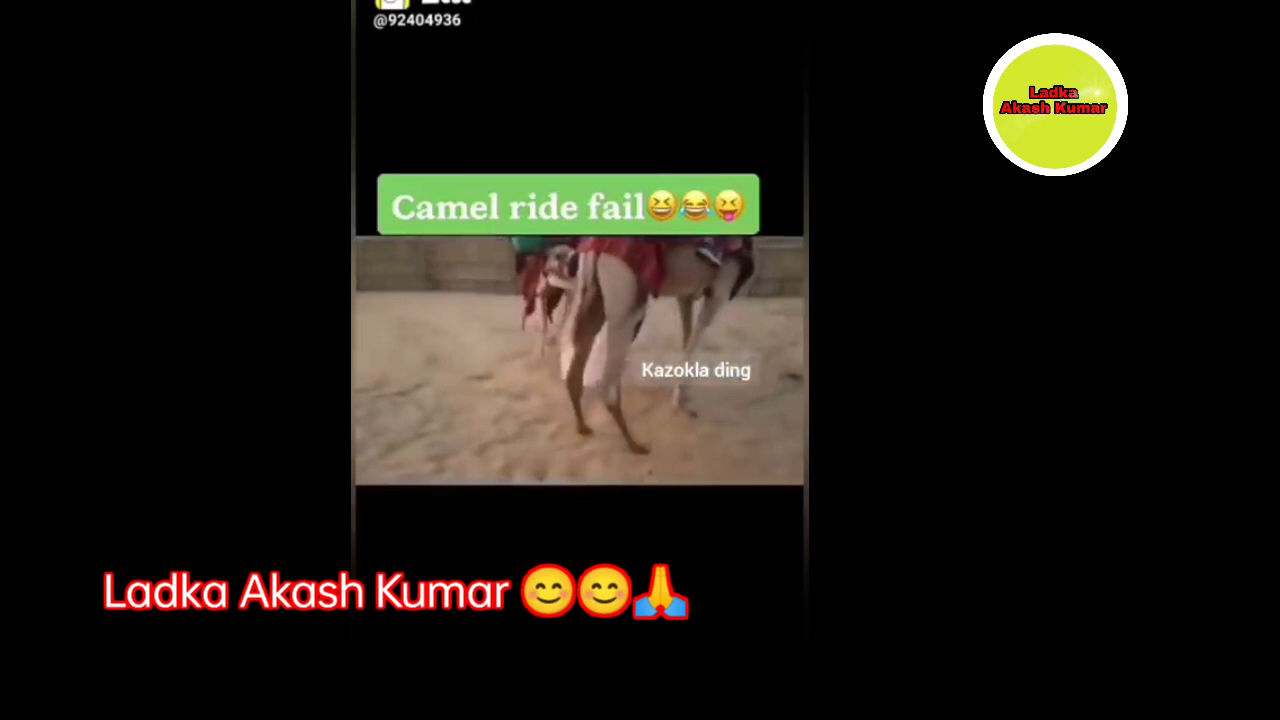 @92404936
Ladka
Akash Kumar
Camel ride fail😆😂😝
Kazokla ding
Ladka Akash Kumar 😊😊🙏